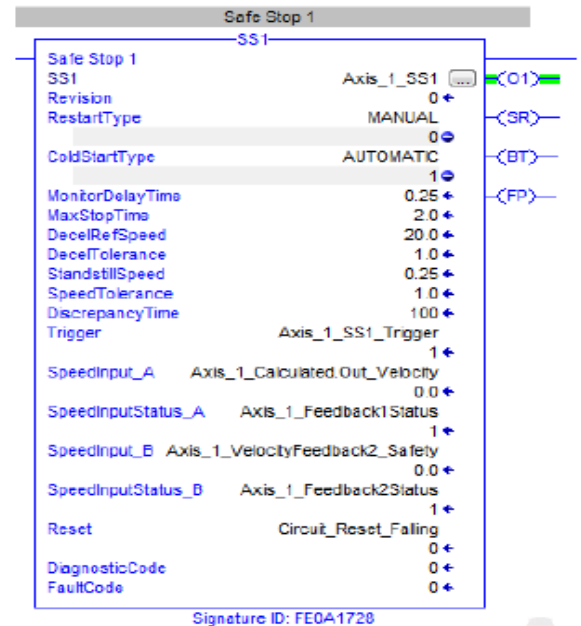 Safe Stop 1
SS1
Safe Stop 1
SS1 Axis_1_SS1 ... (O1)
Revision 0
RestartType MANUAL (SR)
0
ColdStartType AUTOMATIC (BT)
1
MonitorDelayTime 0.25 (FP)
MaxStopTime 2.0
DecelRefSpeed 20.0
DecelTolerance 1.0
StandstillSpeed 0.25
SpeedTolerance 1.0
DiscrepancyTime 100
Trigger Axis_1_SS1_Trigger
1
SpeedInput_A Axis_1_Calculated.Out_Velocity
0.0
SpeedInputStatus_A Axis_1_Feedback1Status
1
SpeedInput_B Axis_1_VelocityFeedback2_Safety
0.0
SpeedInputStatus_B Axis_1_Feedback2Status
1
Reset Circuit_Reset_Falling
0
DiagnosticCode 0
FaultCode 0
Signature ID: FE0A1728